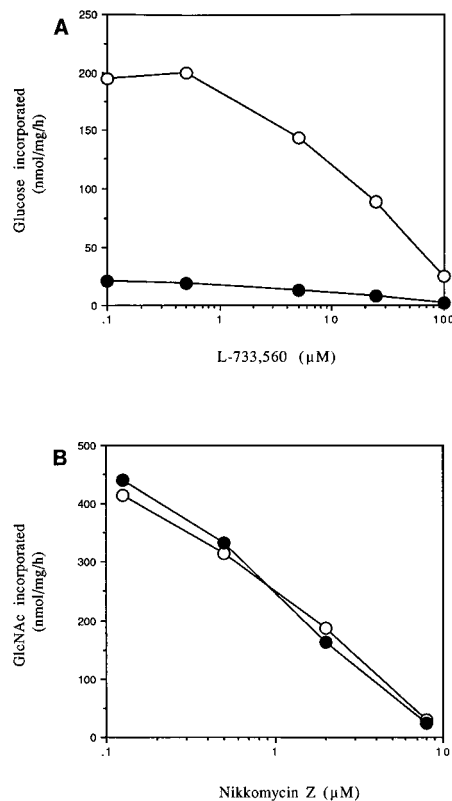 A
250
200
150
100
50
0
Glucose incorporated
(nmol/mg/h)
.1 1 10 100
L-733,560 (µM)
B
500
400
300
200
100
0
GlcNAc incorporated
(nmol/mg/h)
.1 1 10
Nikkomycin Z (µM)